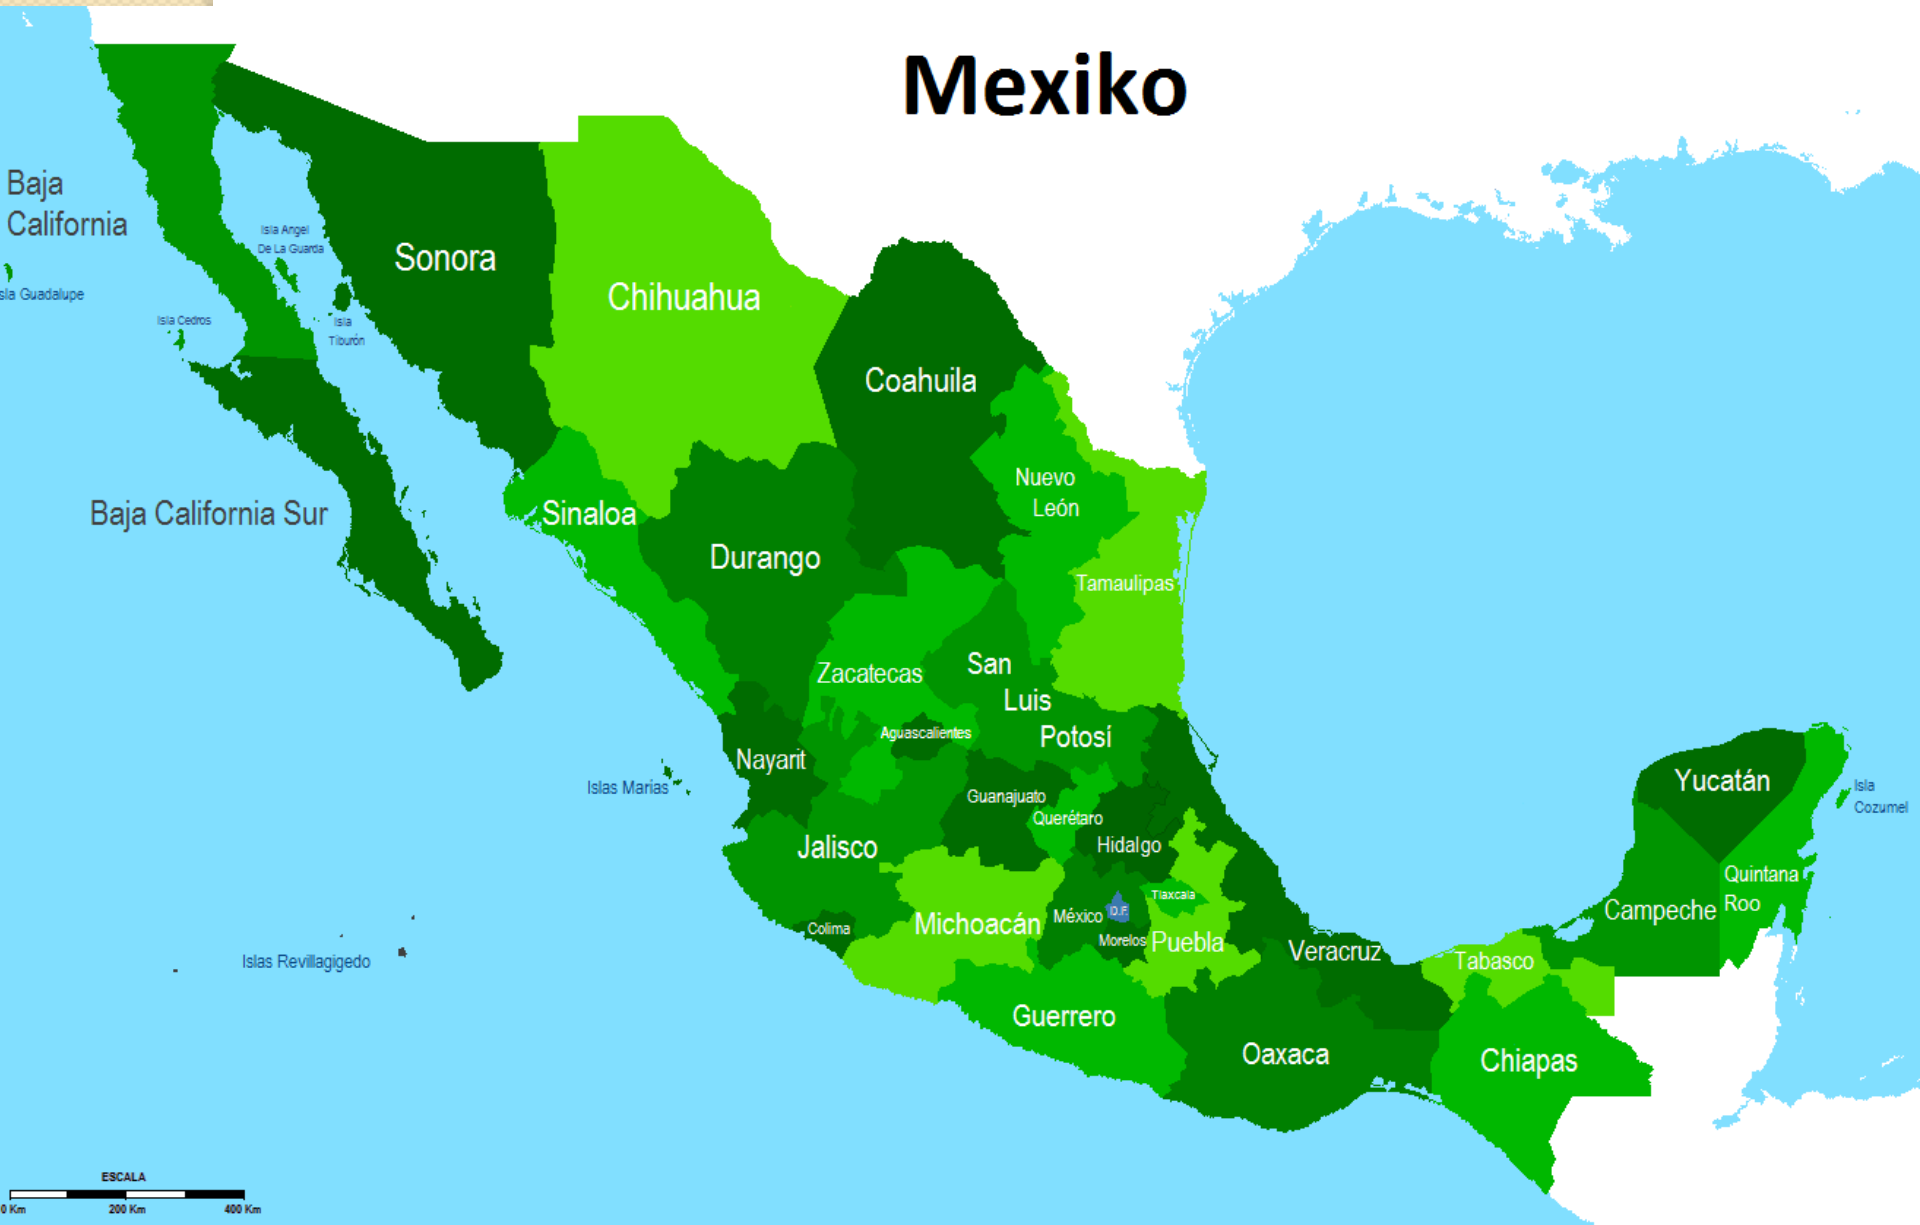 Mexiko
Baja
California
Isla Angel
De La Guarda
Sonora
sla Guadalupe
Chihuahua
Isla Cedros
Isla
Tiburón
Coahuila
Nuevo
León
Baja California Sur
Sinaloa
Durango
Tamaulipas
Zacatecas
San
Luis
Potosí
Aguascalientes
Nayarit
Islas Marias
Guanajuato
Querétaro
Hidalgo
Jalisco
Yucatán
Isla
Cozumel
Quintana
Roo
Campeche
Tlaxcala
México
D.F.
Colima
Michoacán
Morelos
Puebla
Veracruz
Tabasco
Islas Revillagigedo
Guerrero
Oaxaca
Chiapas
ESCALA
0 Km 200 Km 400 Km